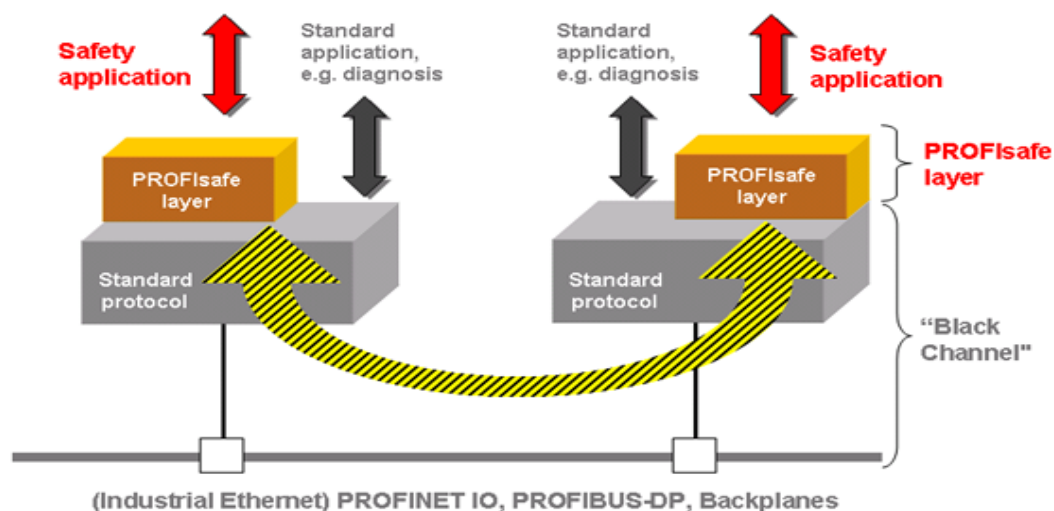 Safety
application
Standard
application,
e.g. diagnosis
Standard
application,
e.g. diagnosis
Safety
application
PROFIsafe
layer
PROFIsafe
layer
PROFIsafe
layer
Standard
protocol
Standard
protocol
“Black
Channel"
(Industrial Ethernet) PROFINET IO, PROFIBUS-DP, Backplanes